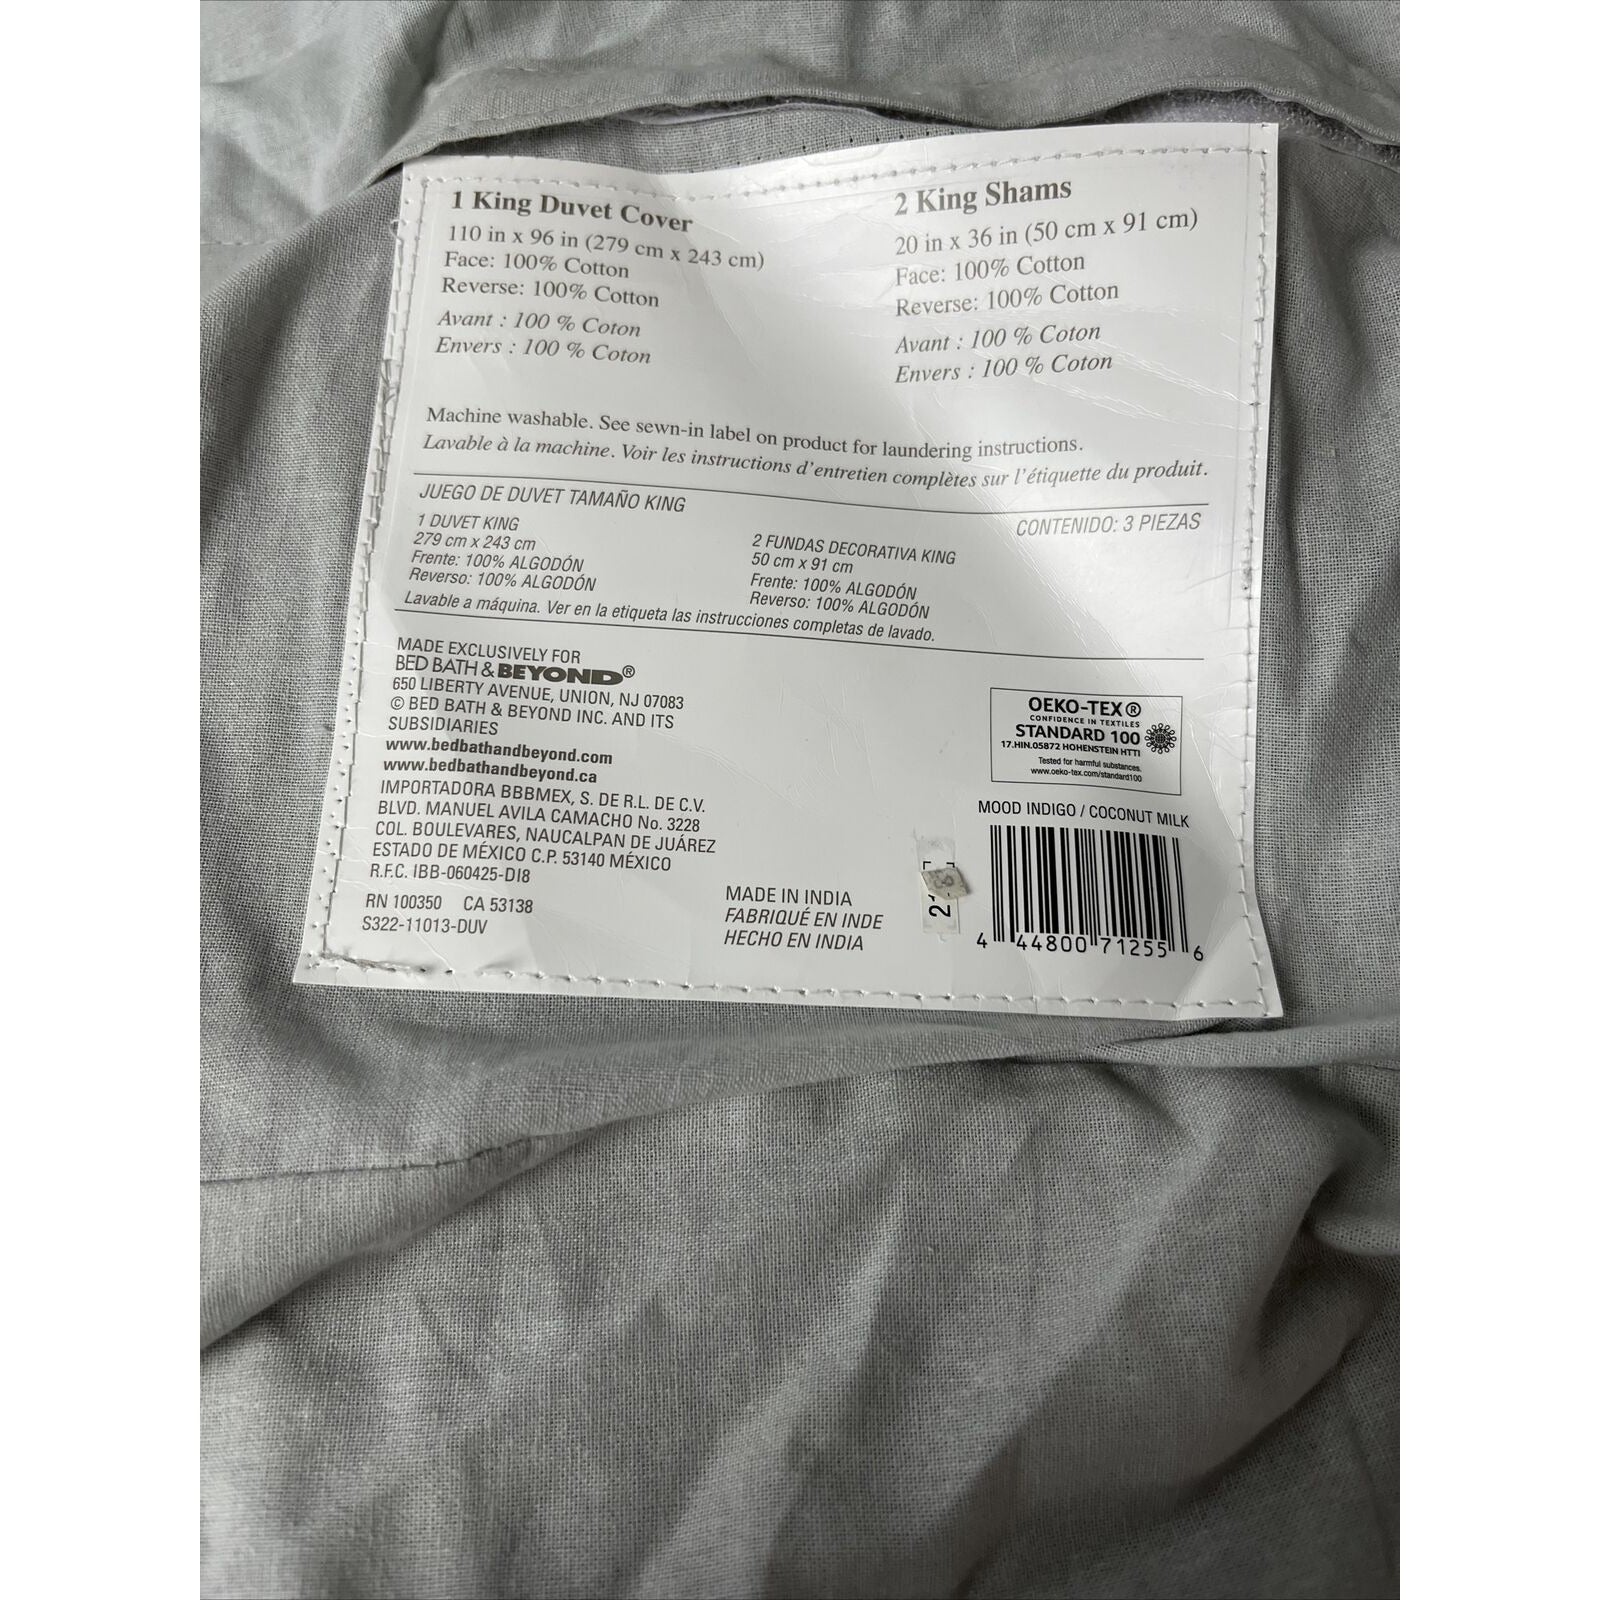 1 King Duvet Cover
110 in x 96 in (279 cm x 243 cm)
Face: 100% Cotton
Reverse: 100% Cotton
Avant : 100 % Coton
Envers : 100 % Coton
2 King Shams
20 in x 36 in (50 cm x 91 cm)
Face: 100% Cotton
Reverse: 100% Cotton
Avant : 100 % Coton
Envers : 100 % Coton
Machine washable. See sewn-in label on product for laundering instructions.
Lavable à la machine. Voir les instructions d'entretien complètes sur l'étiquette du produit.
JUEGO DE DUVET TAMAÑO KING
CONTENIDO: 3 PIEZAS
1 DUVET KING
279 cm x 243 cm
Frente: 100% ALGODÓN
Reverso: 100% ALGODÓN
2 FUNDAS DECORATIVA KING
50 cm x 91 cm
Frente: 100% ALGODÓN
Reverso: 100% ALGODÓN
Lavable a máquina. Ver en la etiqueta las instrucciones completas de lavado.
MADE EXCLUSIVELY FOR
BED BATH & BEYOND®
650 LIBERTY AVENUE, UNION, NJ 07083
© BED BATH & BEYOND INC. AND ITS
SUBSIDIARIES
www.bedbathandbeyond.com
www.bedbathandbeyond.ca
IMPORTADORA BBBMEX, S. DE R.L. DE C.V.
BLVD. MANUEL AVILA CAMACHO No. 3228
COL. BOULEVARES, NAUCALPAN DE JUÁREZ
ESTADO DE MÉXICO C.P. 53140 MÉXICO
R.F.C. IBB-060425-DI8
RN 100350 CA 53138
S322-11013-DUV
MADE IN INDIA
FABRIQUÉ EN INDE
HECHO EN INDIA
OEKO-TEX®
CONFIDENCE IN TEXTILES
STANDARD 100
17.HIN.05872 HOHENSTEIN HTTI
Tested for harmful substances.
www.oeko-tex.com/standard100
MOOD INDIGO / COCONUT MILK
4 44800 71255 6